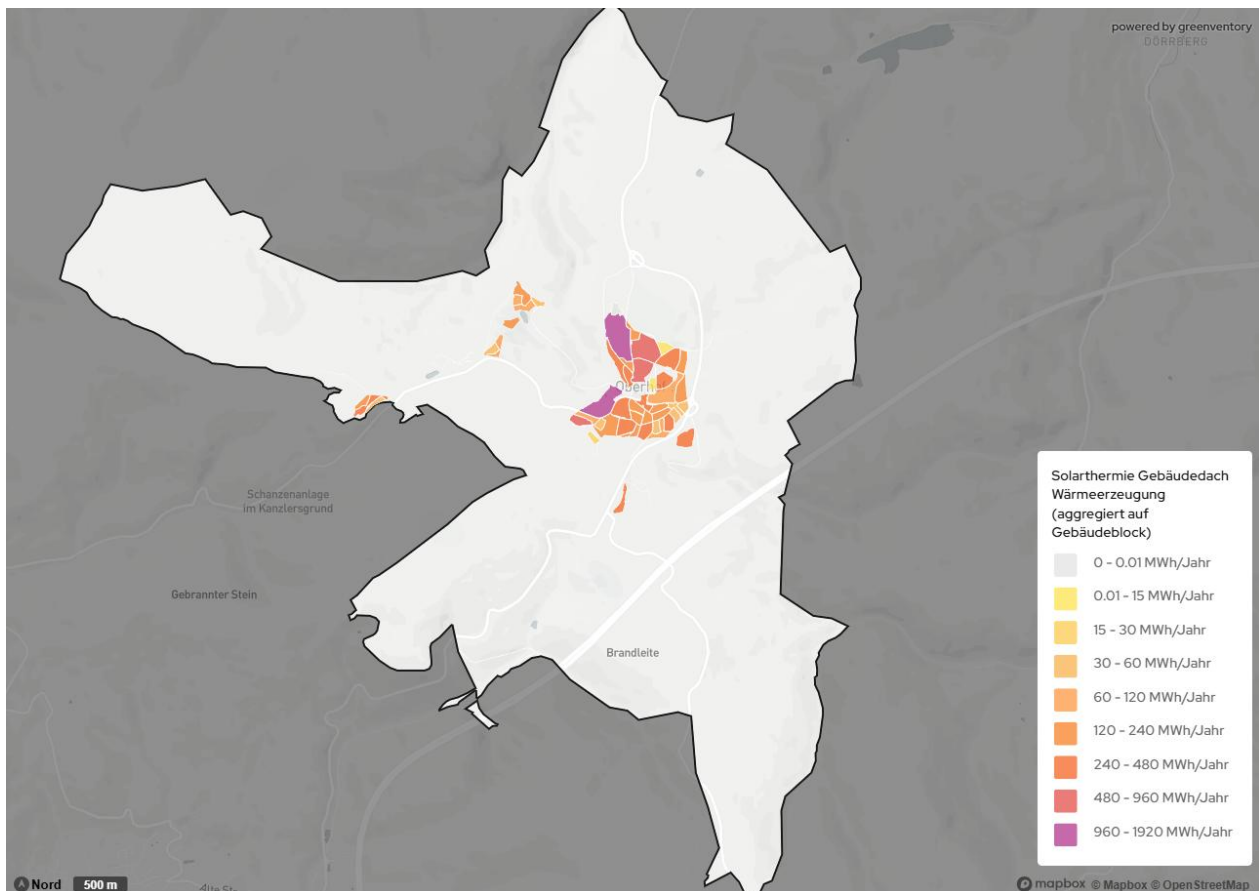 powered by greenventory
DÖRRBERG
Oberhof
Schanzenanlage
im Kanzlersgrund
Gebrannter Stein
Brandleite
Solarthermie Gebäudedach
Wärmeerzeugung
(aggregiert auf
Gebäudeblock)
0 - 0.01 MWh/Jahr
0.01 - 15 MWh/Jahr
15 - 30 MWh/Jahr
30 - 60 MWh/Jahr
60 - 120 MWh/Jahr
120 - 240 MWh/Jahr
240 - 480 MWh/Jahr
480 - 960 MWh/Jahr
960 - 1920 MWh/Jahr
Nord 500 m
Alte
mapbox © Mapbox © OpenStreetMap